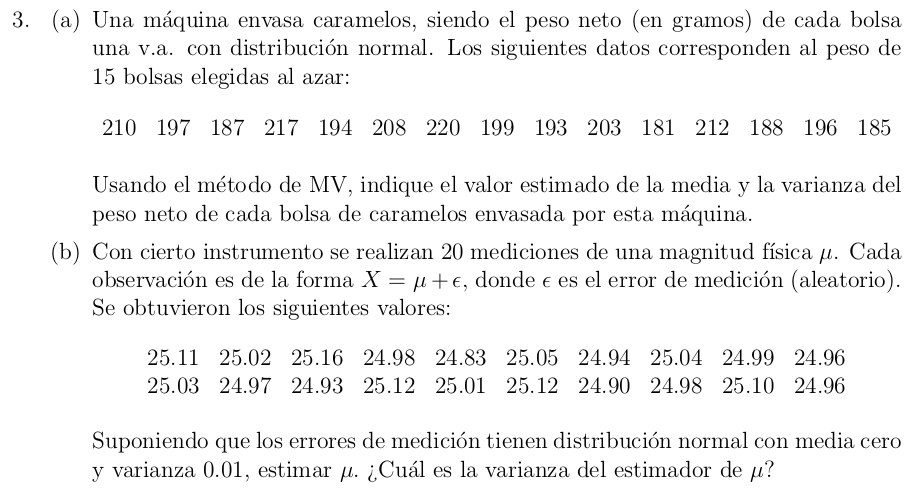 3. (a) Una máquina envasa caramelos, siendo el peso neto (en gramos) de cada bolsa
una v.a. con distribución normal. Los siguientes datos corresponden al peso de
15 bolsas elegidas al azar:
210 197 187 217 194 208 220 199 193 203 181 212 188 196 185
Usando el método de MV, indique el valor estimado de la media y la varianza del
peso neto de cada bolsa de caramelos envasada por esta máquina.
(b) Con cierto instrumento se realizan 20 mediciones de una magnitud física μ. Cada
observación es de la forma X = μ + ϵ, donde ϵ es el error de medición (aleatorio).
Se obtuvieron los siguientes valores:
25.11 25.02 25.16 24.98 24.83 25.05 24.94 25.04 24.99 24.96
25.03 24.97 24.93 25.12 25.01 25.12 24.90 24.98 25.10 24.96
Suponiendo que los errores de medición tienen distribución normal con media cero
y varianza 0.01, estimar μ. ¿Cuál es la varianza del estimador de μ?